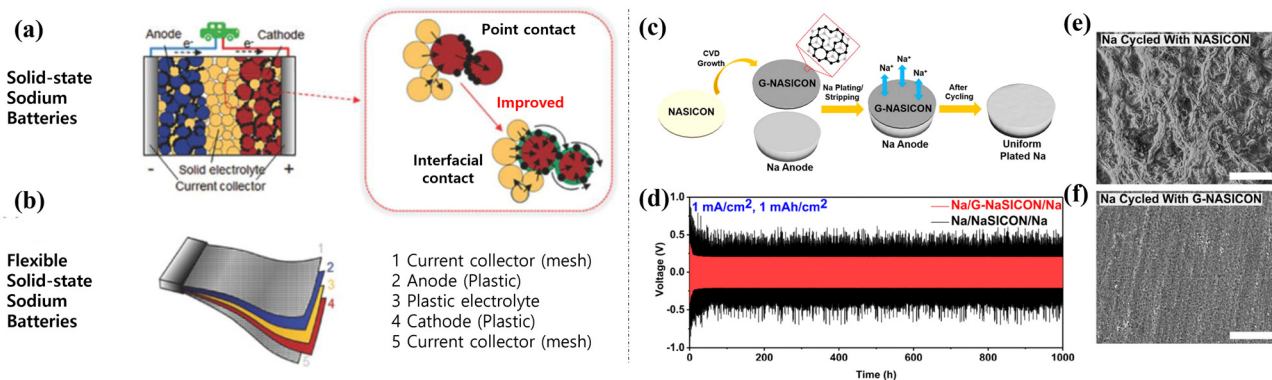 (a)
Solid-state
Sodium
Batteries
Anode
Cathode
e-
e-
Solid electrolyte
-
Current collector
+
Point contact
Improved
Interfacial
contact
(b)
Flexible
Solid-state
Sodium
Batteries
1
2
3
4
5
1 Current collector (mesh)
2 Anode (Plastic)
3 Plastic electrolyte
4 Cathode (Plastic)
5 Current collector (mesh)
(c)
NASICON
CVD
Growth
G-NASICON
Na Anode
Na Plating/
Stripping
Na⁺
Na⁺
Na⁺
G-NASICON
Na Anode
After
Cycling
Uniform
Plated Na
(d)
1 mA/cm², 1 mAh/cm²
Na/G-NaSICON/Na
Na/NaSICON/Na
Voltage (V)
1.0
0.5
0.0
-0.5
-1.0
0
200
400
600
800
1000
Time (h)
(e)
Na Cycled With NASICON
(f)
Na Cycled With G-NASICON